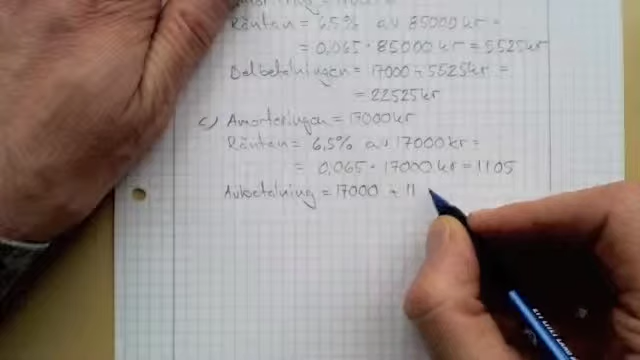 Räntan = 6,5% av 85000 kr =
= 0,065 · 85000 kr = 5525 kr
Delbetalningen = 17000 + 5525 kr =
= 22525 kr
c) Amorteringen = 17000 kr
Räntan = 6,5% av 17000 kr =
= 0,065 · 17000 kr = 1105
Avbetalning = 17000 + 11